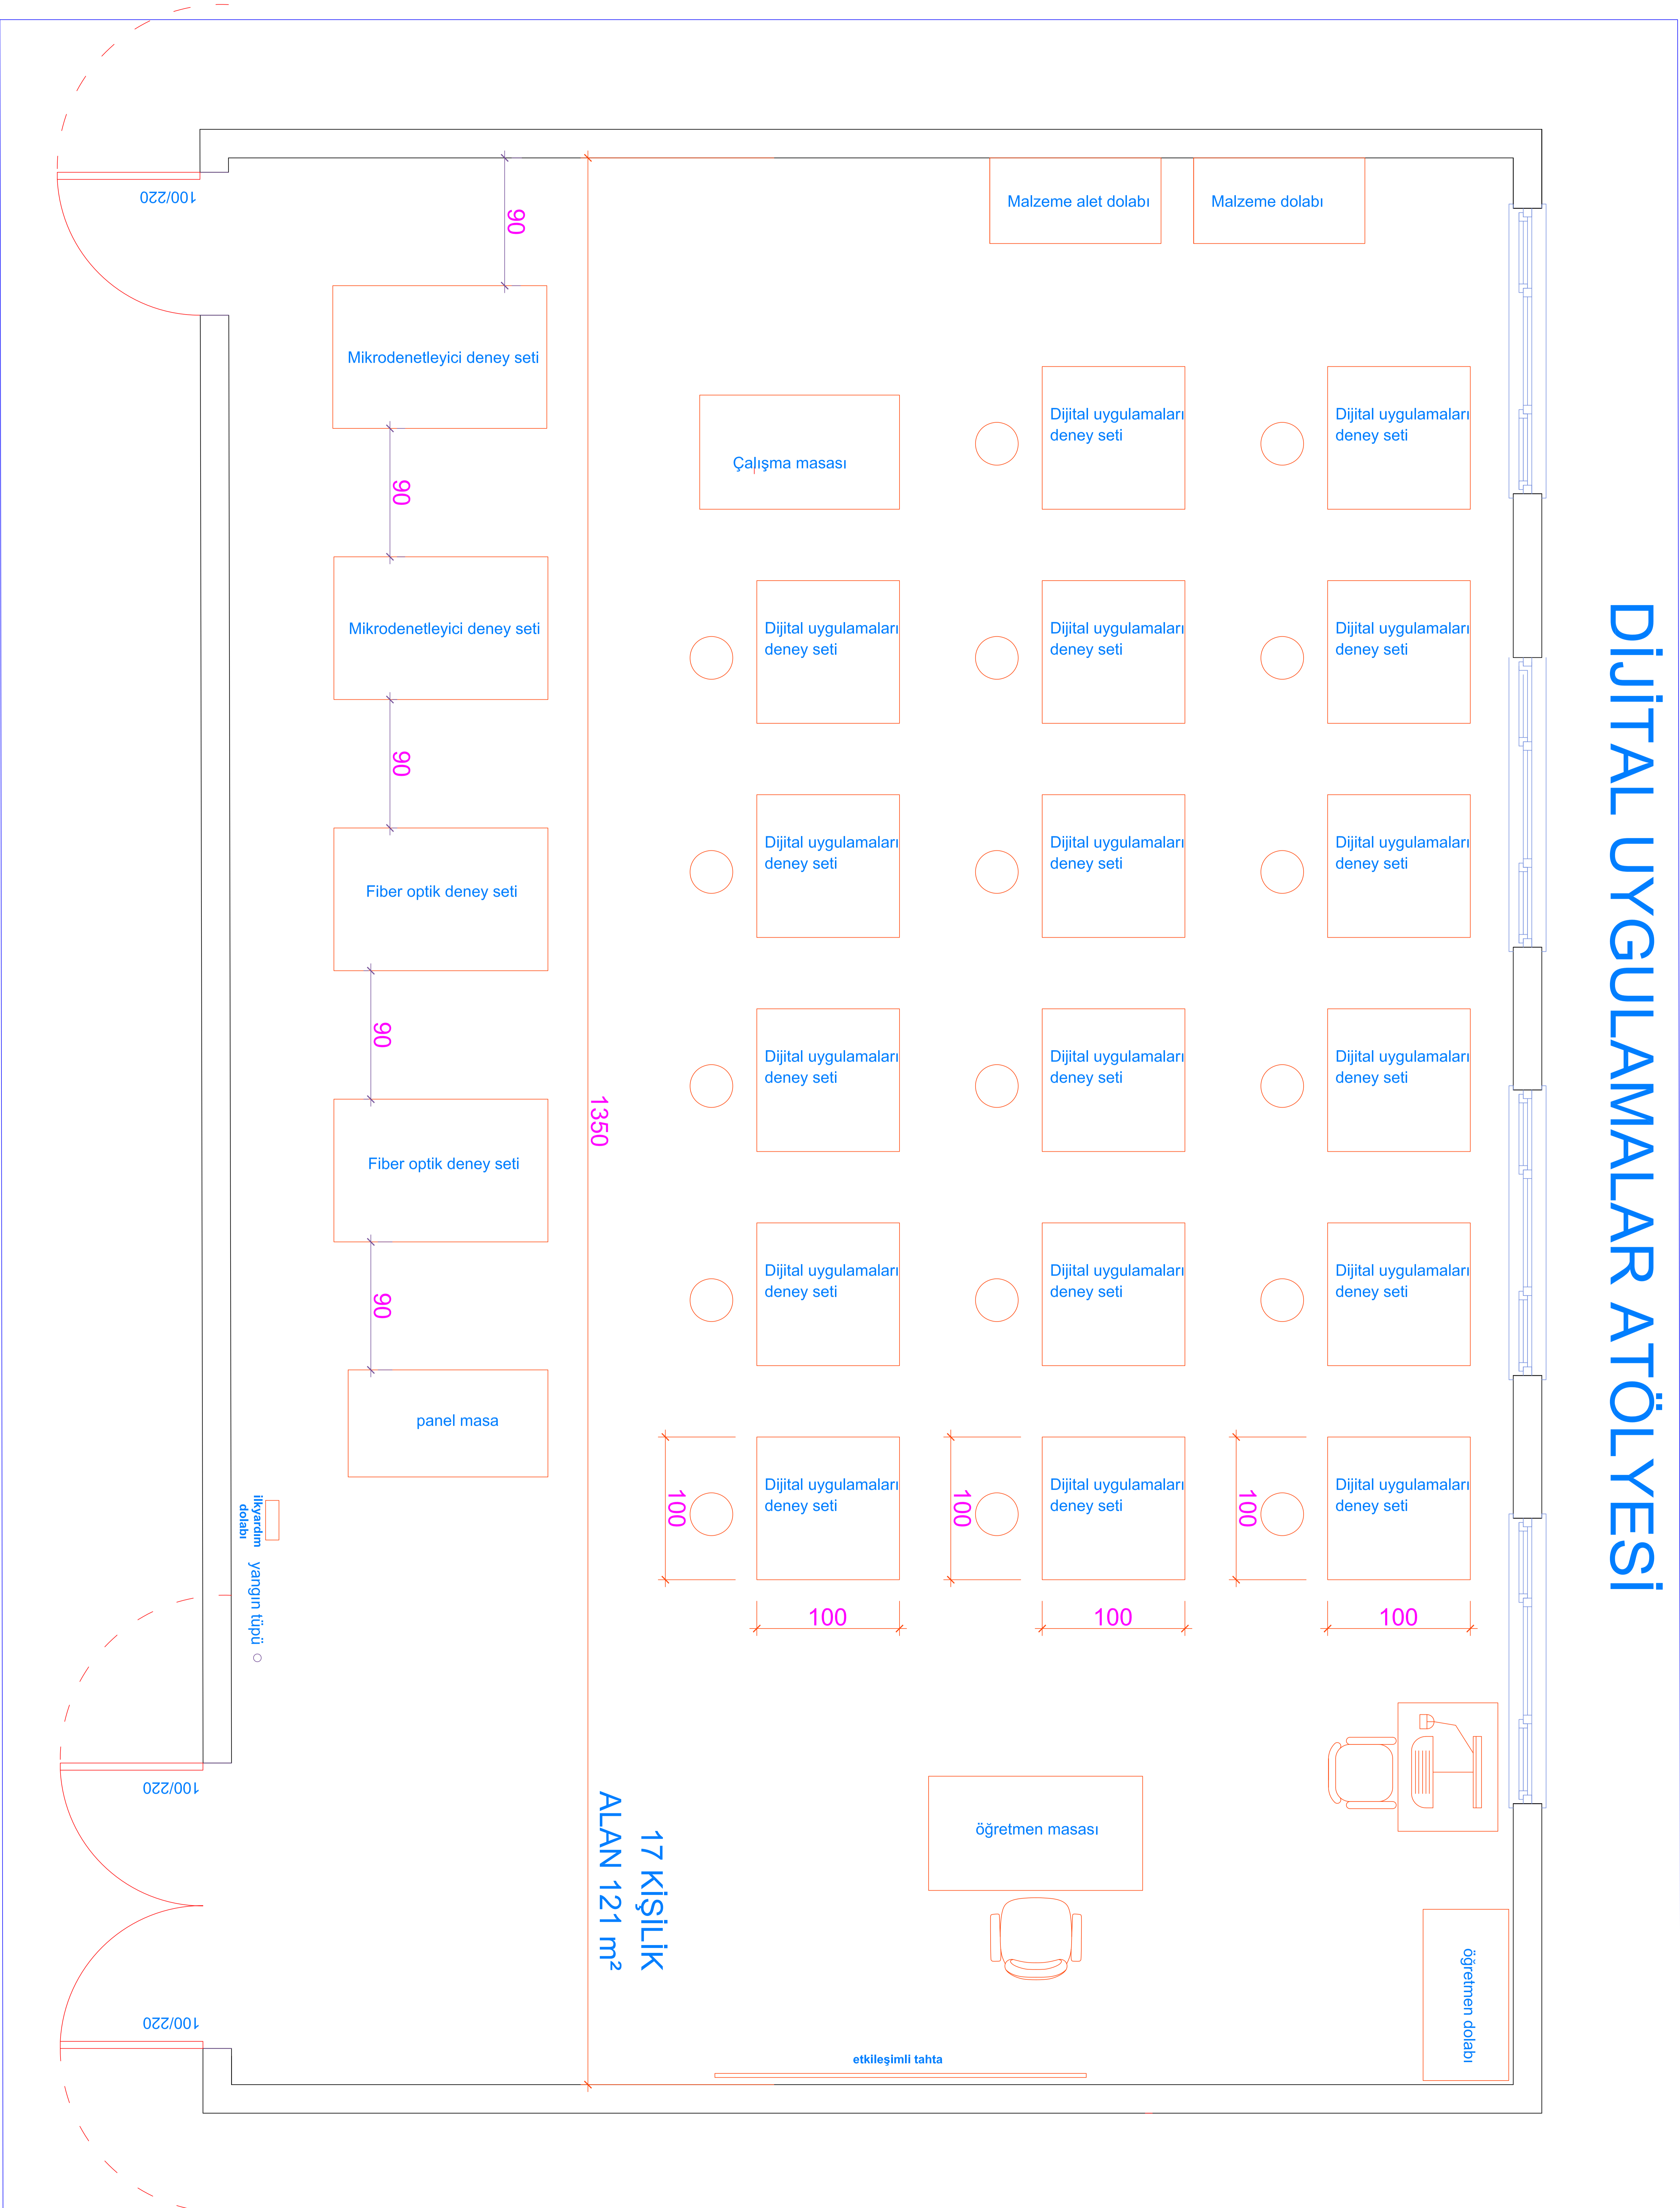 DİJİTAL UYGULAMALAR ATÖLYESİ
100/220
90
Malzeme alet dolabı
Malzeme dolabı
Mikrodenetleyici deney seti
Çalışma masası
Dijital uygulamaları
deney seti
Dijital uygulamaları
deney seti
90
Mikrodenetleyici deney seti
Dijital uygulamaları
deney seti
Dijital uygulamaları
deney seti
Dijital uygulamaları
deney seti
90
Fiber optik deney seti
Dijital uygulamaları
deney seti
Dijital uygulamaları
deney seti
Dijital uygulamaları
deney seti
90
1350
Dijital uygulamaları
deney seti
Dijital uygulamaları
deney seti
Dijital uygulamaları
deney seti
Fiber optik deney seti
90
Dijital uygulamaları
deney seti
Dijital uygulamaları
deney seti
Dijital uygulamaları
deney seti
panel masa
100
Dijital uygulamaları
deney seti
100
Dijital uygulamaları
deney seti
100
Dijital uygulamaları
deney seti
100
100
100
ilkyardım
dolabı
yangın tüpü
100/220
17 KİŞİLİK
ALAN 121 m²
öğretmen masası
öğretmen dolabı
100/220
etkileşimli tahta